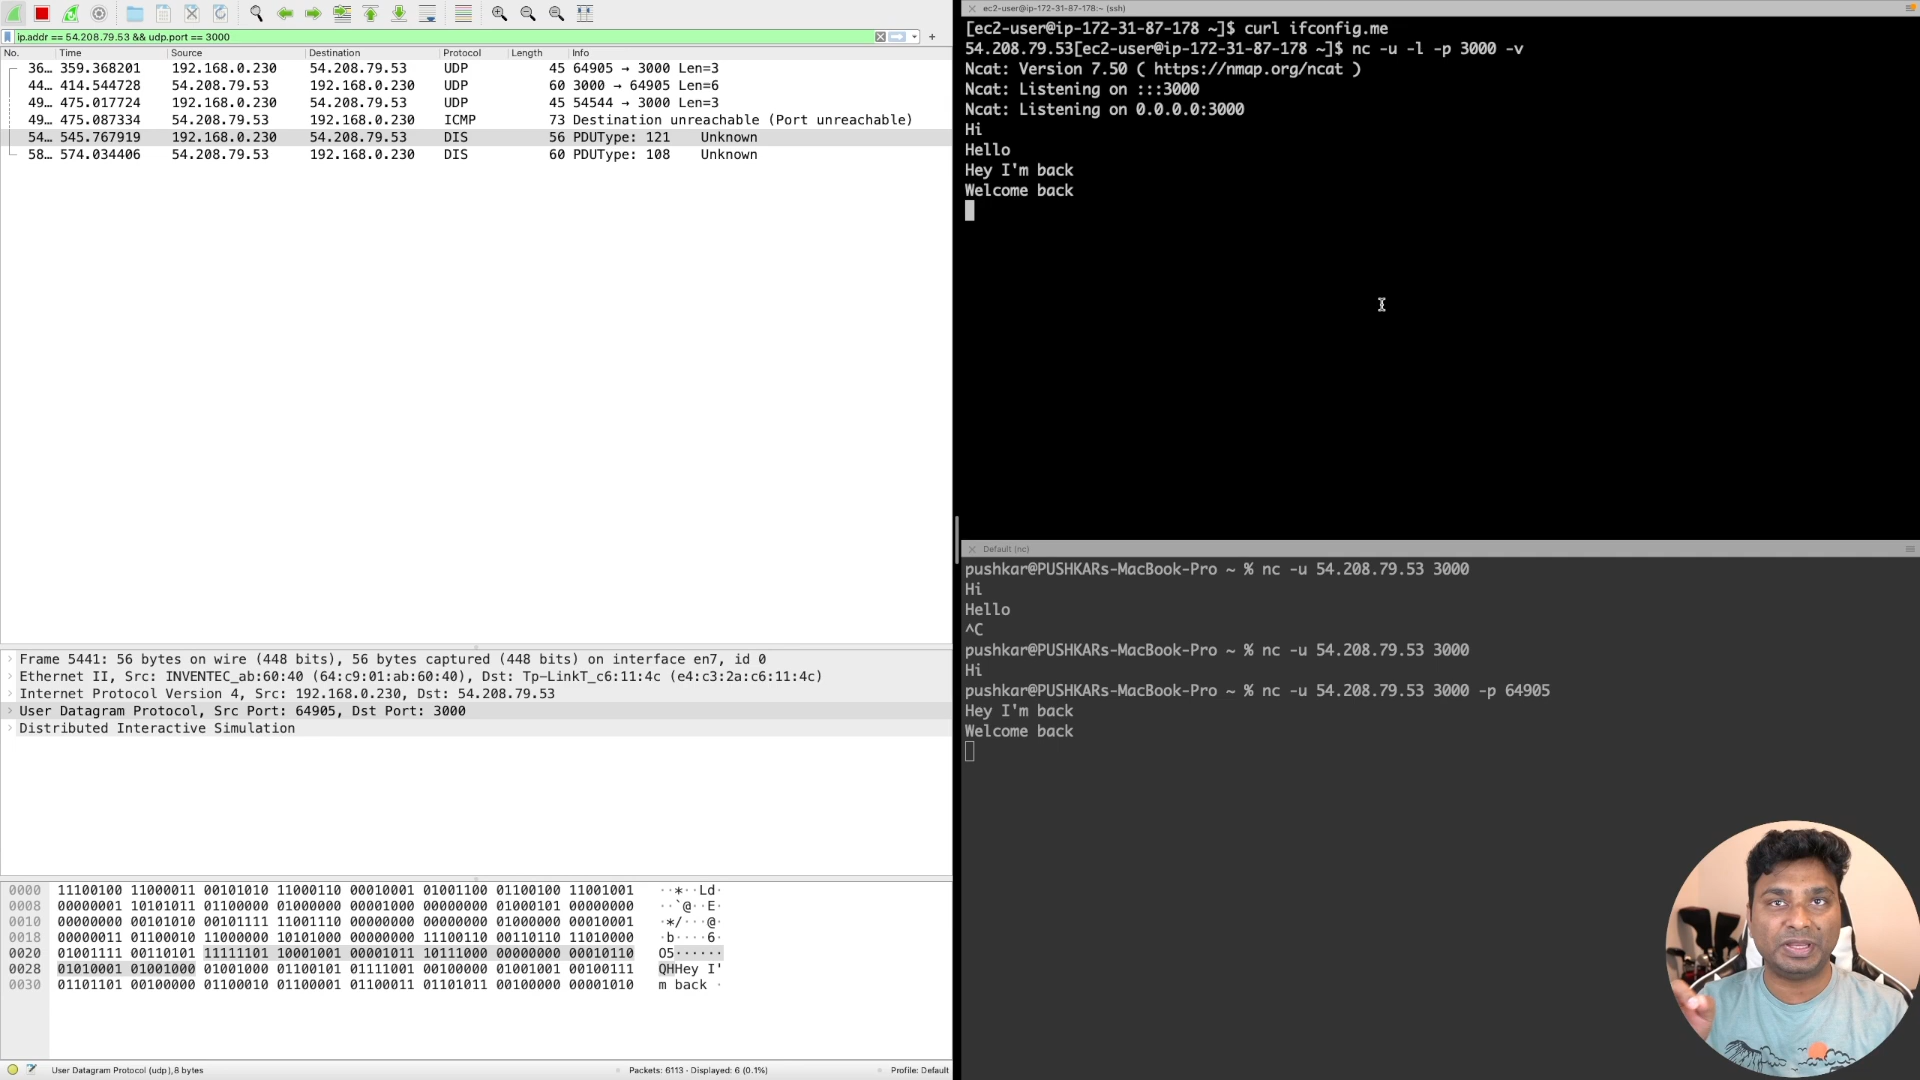 ip.addr == 54.208.79.53 && udp.port == 3000
No. Time Source Destination Protocol Length Info
36… 359.368201 192.168.0.230 54.208.79.53 UDP 45 64905 → 3000 Len=3
44… 414.544728 54.208.79.53 192.168.0.230 UDP 60 3000 → 64905 Len=6
49… 475.017724 192.168.0.230 54.208.79.53 UDP 45 54544 → 3000 Len=3
49… 475.087334 54.208.79.53 192.168.0.230 ICMP 73 Destination unreachable (Port unreachable)
54… 545.767919 192.168.0.230 54.208.79.53 DIS 56 PDUType: 121 Unknown
58… 574.034406 54.208.79.53 192.168.0.230 DIS 60 PDUType: 108 Unknown
Frame 5441: 56 bytes on wire (448 bits), 56 bytes captured (448 bits) on interface en7, id 0
Ethernet II, Src: INVENTEC_ab:60:40 (64:c9:01:ab:60:40), Dst: Tp-LinkT_c6:11:4c (e4:c3:2a:c6:11:4c)
Internet Protocol Version 4, Src: 192.168.0.230, Dst: 54.208.79.53
User Datagram Protocol, Src Port: 64905, Dst Port: 3000
Distributed Interactive Simulation
0000 11100100 11000011 00101010 11000110 00010001 01001100 01100100 11001001 ··*··Ld·
0008 00000001 10101011 01100000 01000000 00001000 00000000 01000101 00000000 ··`@··E·
0010 00000000 00101010 00101111 11001110 00000000 00000000 01000000 00010001 ·*/···@·
0018 00000011 01100010 11000000 10101000 00000000 11100110 00110110 11010000 ·b····6·
0020 01001111 00110101 11111101 10001001 00001011 10111000 00000000 00010110 O5······
0028 01010001 01001000 01001000 01100101 01111001 00100000 01001001 00100111 QHHey I'
0030 01101101 00100000 01100010 01100001 01100011 01101011 00100000 00001010 m back ·
User Datagram Protocol (udp), 8 bytes
Packets: 6113 · Displayed: 6 (0.1%)
Profile: Default
ec2-user@ip-172-31-87-178:~ (ssh)
[ec2-user@ip-172-31-87-178 ~]$ curl ifconfig.me
54.208.79.53[ec2-user@ip-172-31-87-178 ~]$ nc -u -l -p 3000 -v
Ncat: Version 7.50 ( https://nmap.org/ncat )
Ncat: Listening on :::3000
Ncat: Listening on 0.0.0.0:3000
Hi
Hello
Hey I'm back
Welcome back
Default (nc)
pushkar@PUSHKARs-MacBook-Pro ~ % nc -u 54.208.79.53 3000
Hi
Hello
^C
pushkar@PUSHKARs-MacBook-Pro ~ % nc -u 54.208.79.53 3000
Hi
pushkar@PUSHKARs-MacBook-Pro ~ % nc -u 54.208.79.53 3000 -p 64905
Hey I'm back
Welcome back